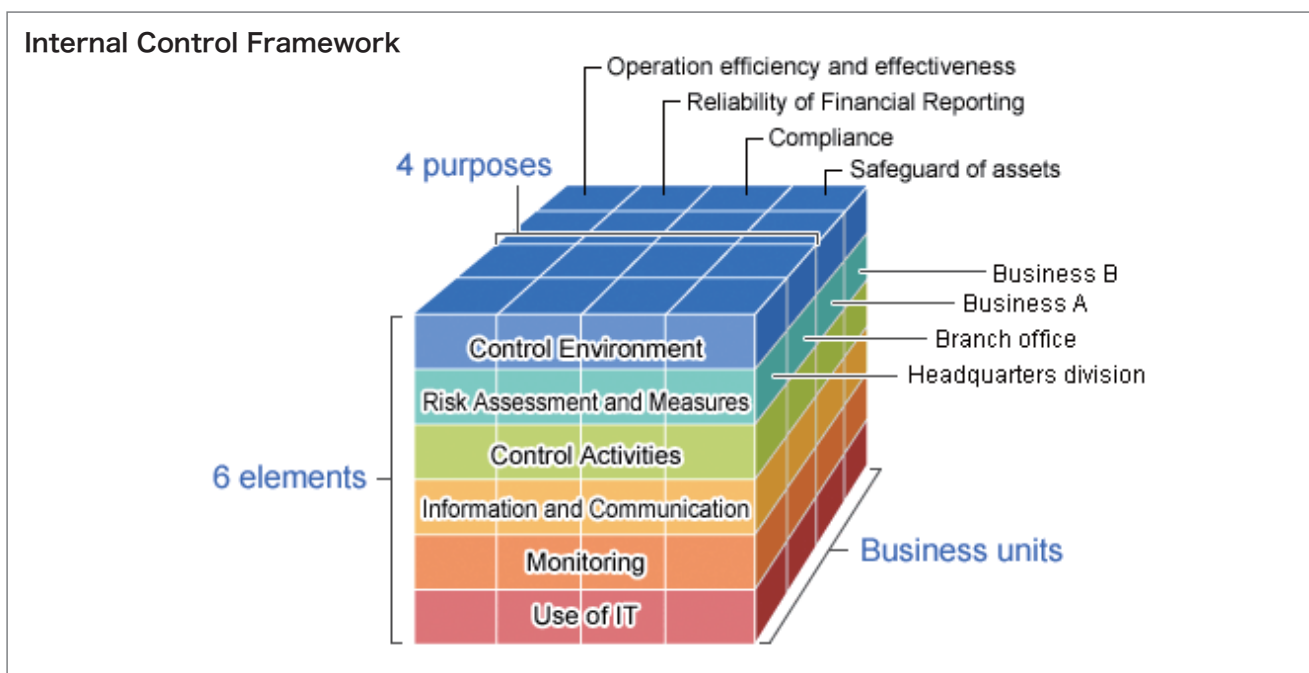 Internal Control Framework
Operation efficiency and effectiveness
Reliability of Financial Reporting
Compliance
Safeguard of assets
4 purposes
Business B
Business A
Branch office
Headquarters division
Control Environment
Risk Assessment and Measures
Control Activities
6 elements
Information and Communication
Monitoring
Business units
Use of IT